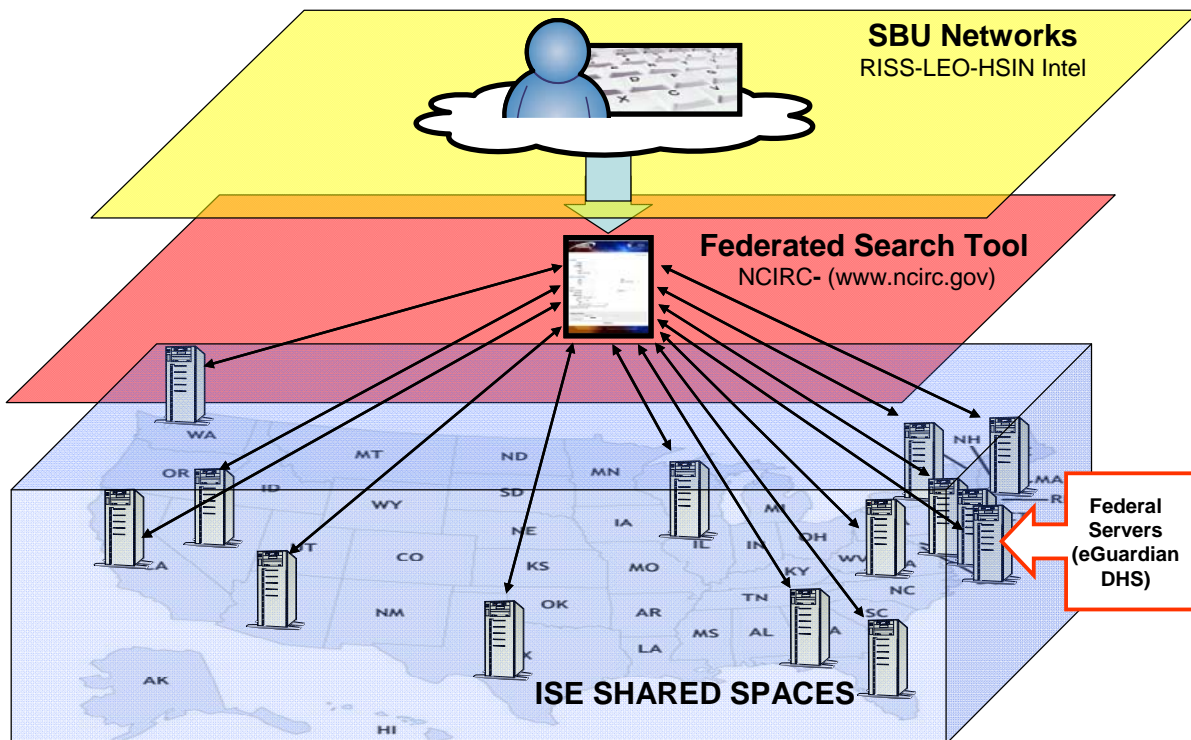 SBU Networks
RISS-LEO-HSIN Intel
X C V
Federated Search Tool
NCIRC- (www.ncirc.gov)
WA
MT
ND
MN
NH
OR
ID
SD
WY
MI
MA
IA
NE
IL
IN
OH
UT
CO
KS
MO
WV
KY
NC
NM
OK
AR
TN
SC
MS
AL
LA
AK
HI
Federal
Servers
(eGuardian
DHS)
ISE SHARED SPACES